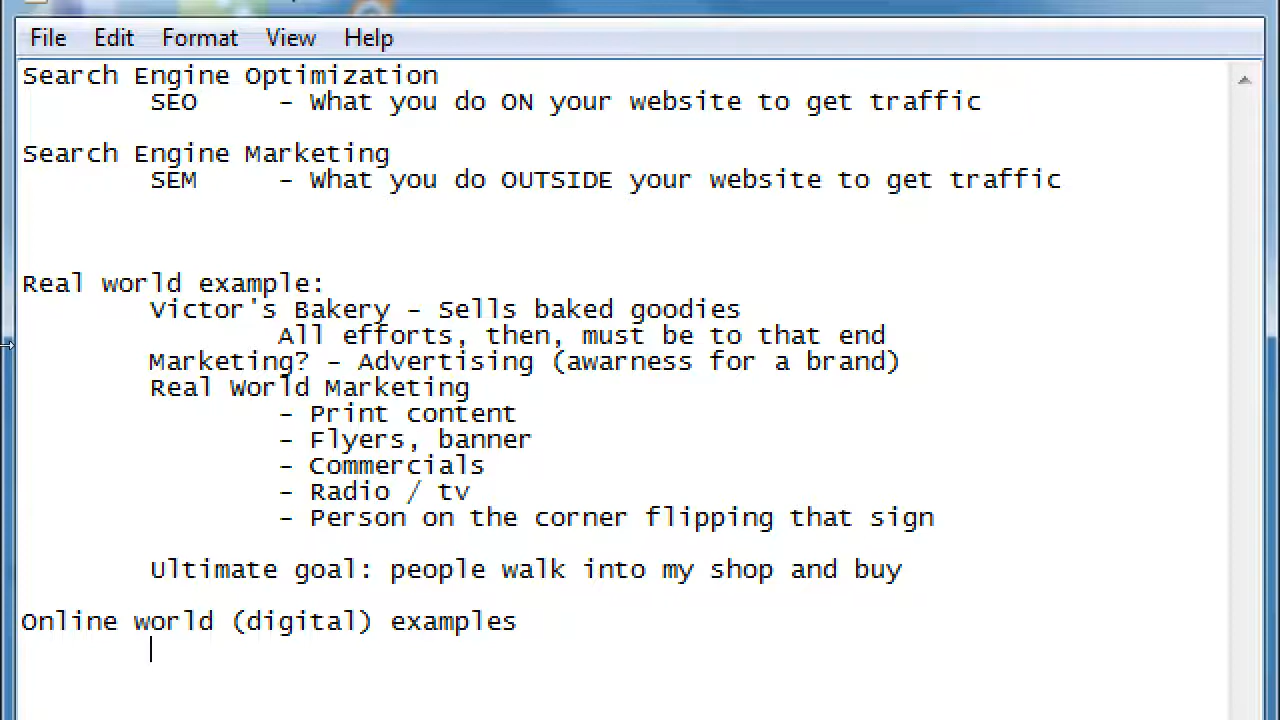 File Edit Format View Help
Search Engine Optimization
SEO - What you do ON your website to get traffic
Search Engine Marketing
SEM - What you do OUTSIDE your website to get traffic
Real world example:
Victor's Bakery - Sells baked goodies
All efforts, then, must be to that end
Marketing? - Advertising (awarness for a brand)
Real World Marketing
- Print content
- Flyers, banner
- Commercials
- Radio / tv
- Person on the corner flipping that sign
Ultimate goal: people walk into my shop and buy
Online world (digital) examples